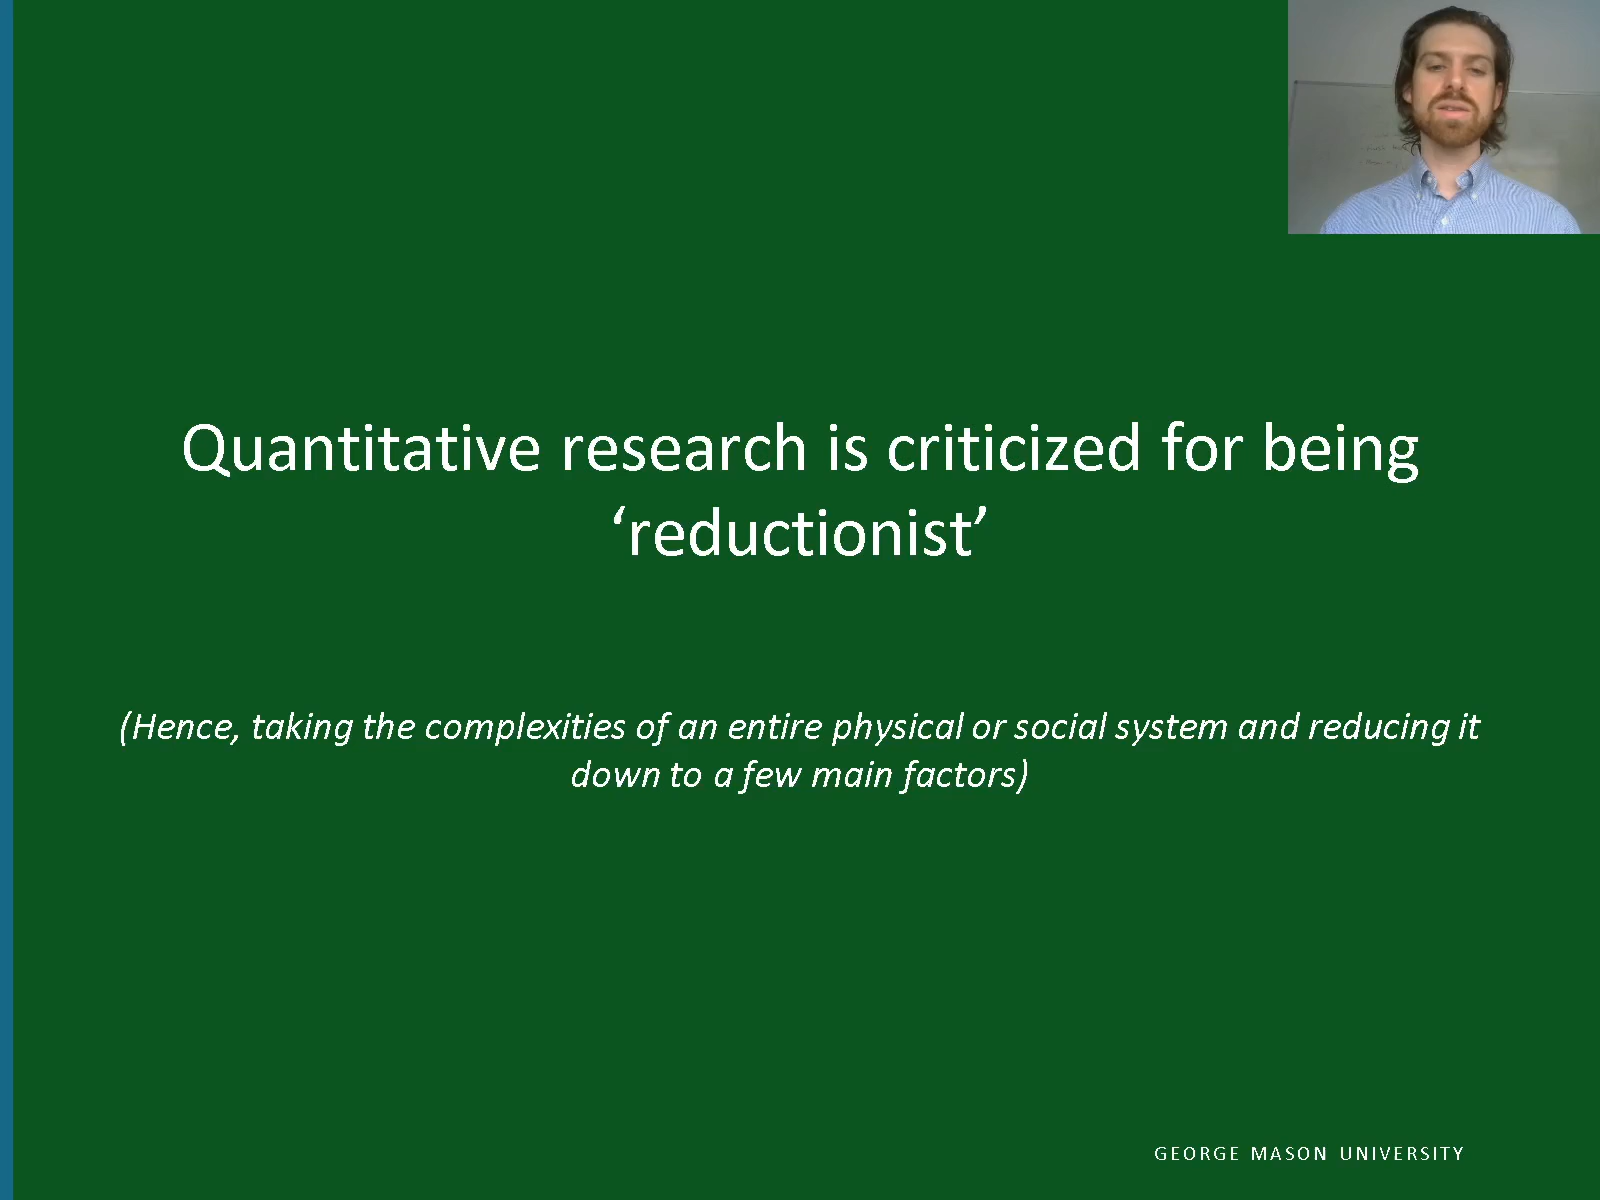 Quantitative research is criticized for being
‘reductionist’
(Hence, taking the complexities of an entire physical or social system and reducing it
down to a few main factors)
GEORGE MASON UNIVERSITY